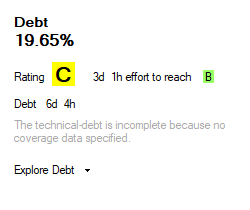 Debt
19.65%
Rating C 3d 1h effort to reach B
Debt 6d 4h
The technical-debt is incomplete because no
coverage data specified.
Explore Debt